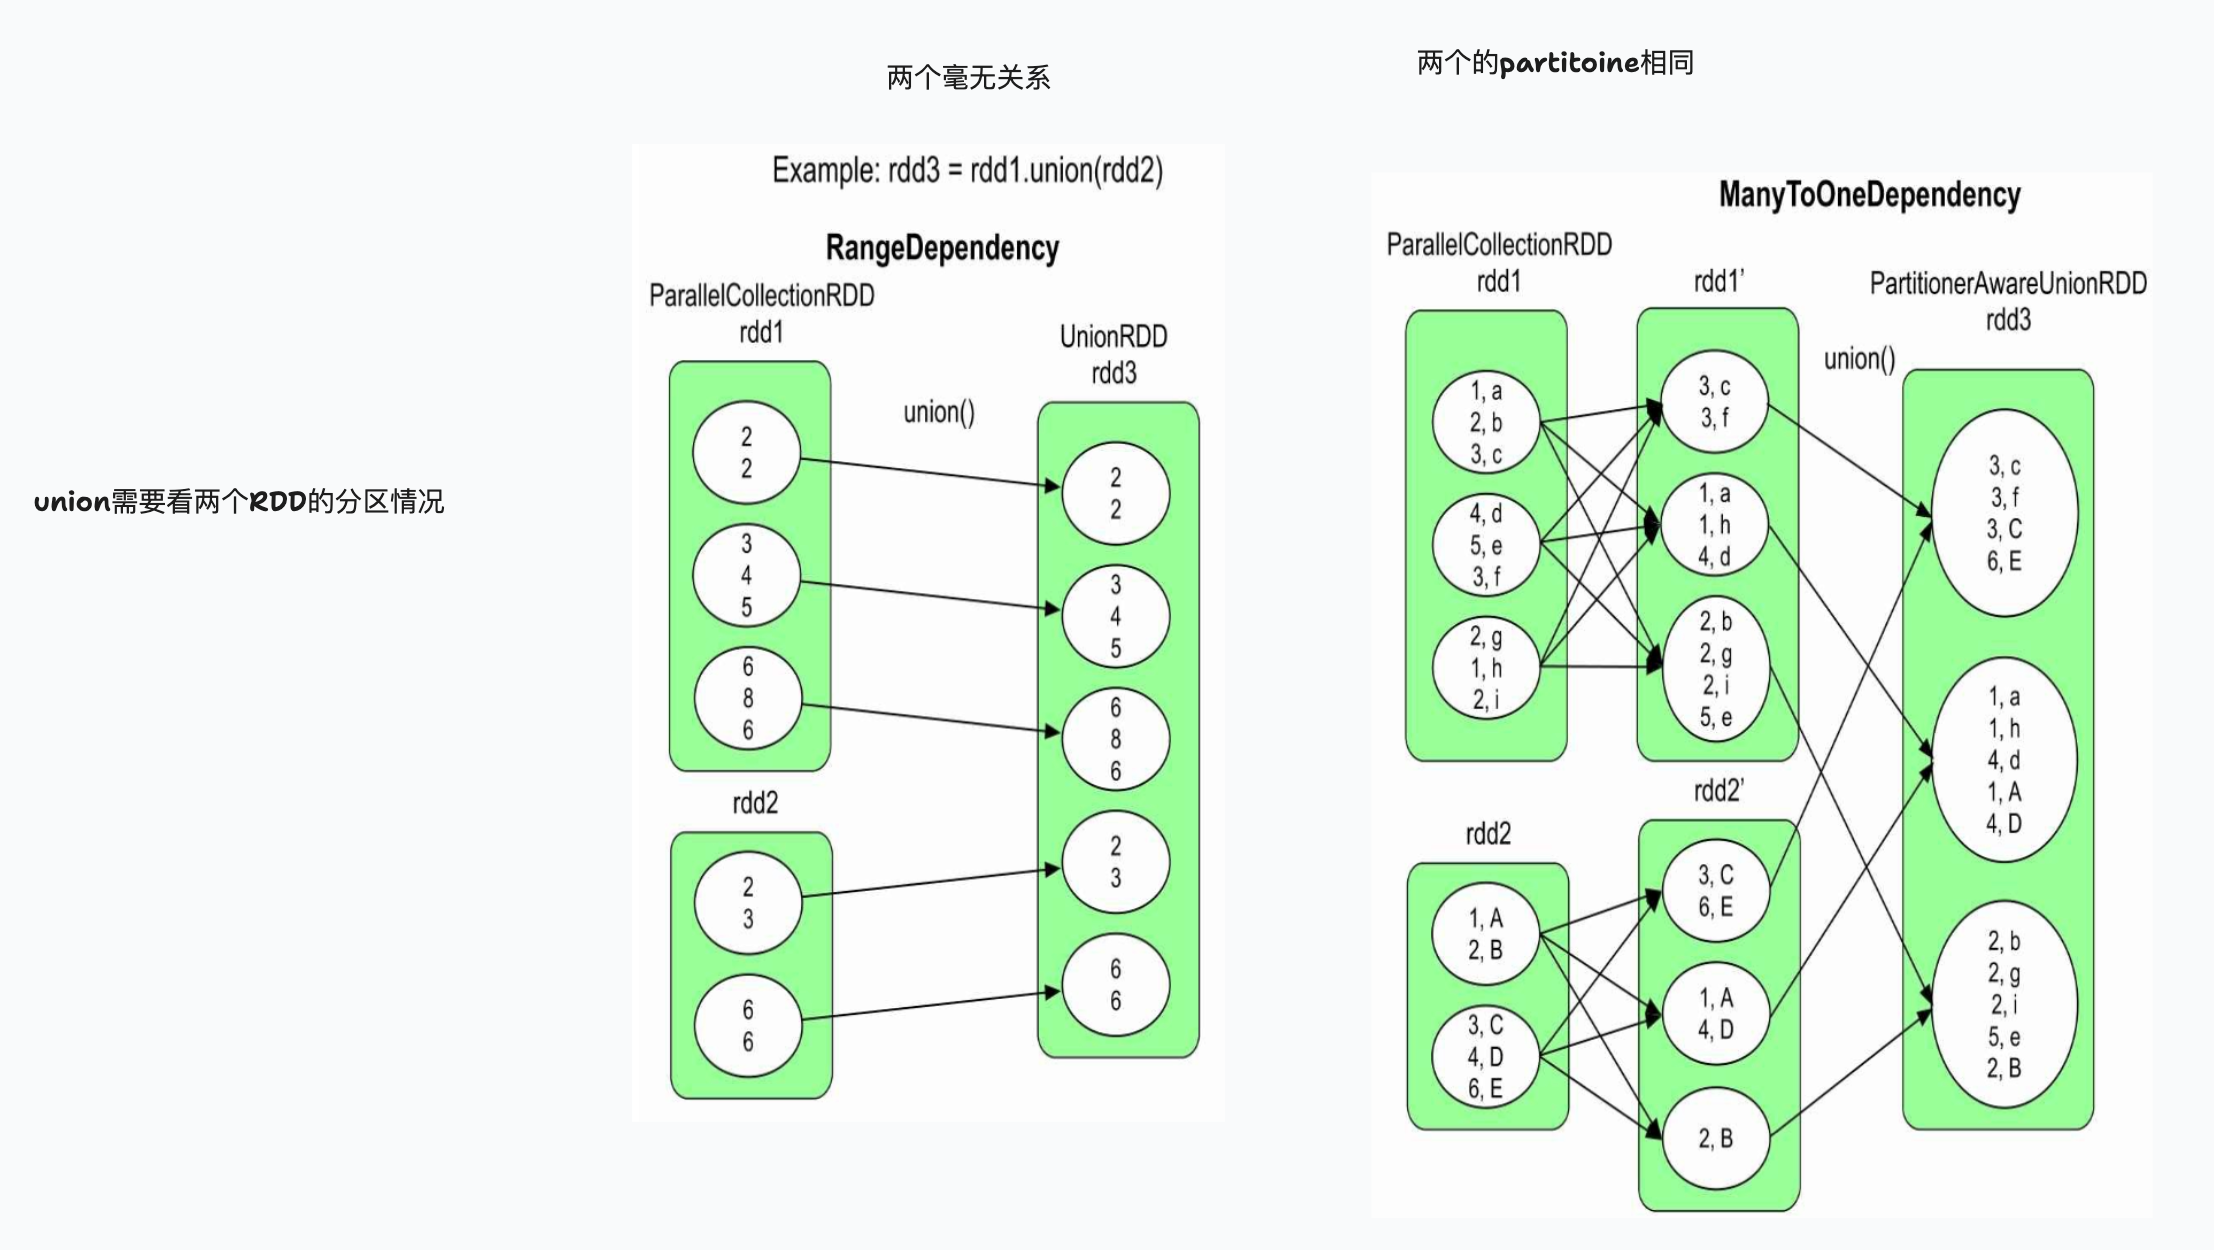 两个毫无关系
两个的partitoine相同
union需要看两个RDD的分区情况
Example: rdd3 = rdd1.union(rdd2)
RangeDependency
ParallelCollectionRDD
rdd1
2
2
3
4
5
6
8
6
rdd2
2
3
6
6
union()
UnionRDD
rdd3
2
2
3
4
5
6
8
6
2
3
6
6
ManyToOneDependency
ParallelCollectionRDD
rdd1
1, a
2, b
3, c
4, d
5, e
3, f
2, g
1, h
2, i
rdd2
1, A
2, B
3, C
4, D
6, E
rdd1’
3, c
3, f
1, a
1, h
4, d
2, b
2, g
2, i
5, e
rdd2’
3, C
6, E
1, A
4, D
2, B
union()
PartitionerAwareUnionRDD
rdd3
3, c
3, f
3, C
6, E
1, a
1, h
4, d
1, A
4, D
2, b
2, g
2, i
5, e
2, B